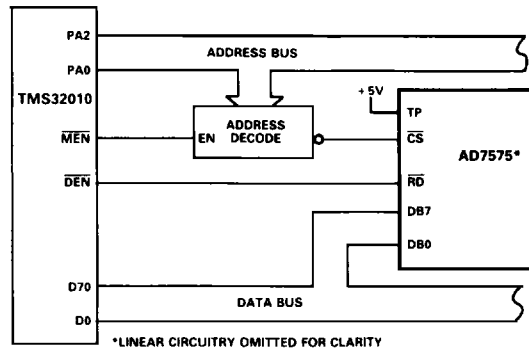 PA2
ADDRESS BUS
PA0
+5V
TMS32010
TP
MEN
EN
ADDRESS
DECODE
CS
AD7575*
DEN
RD
DB7
DB0
D70
DATA BUS
D0
*LINEAR CIRCUITRY OMITTED FOR CLARITY